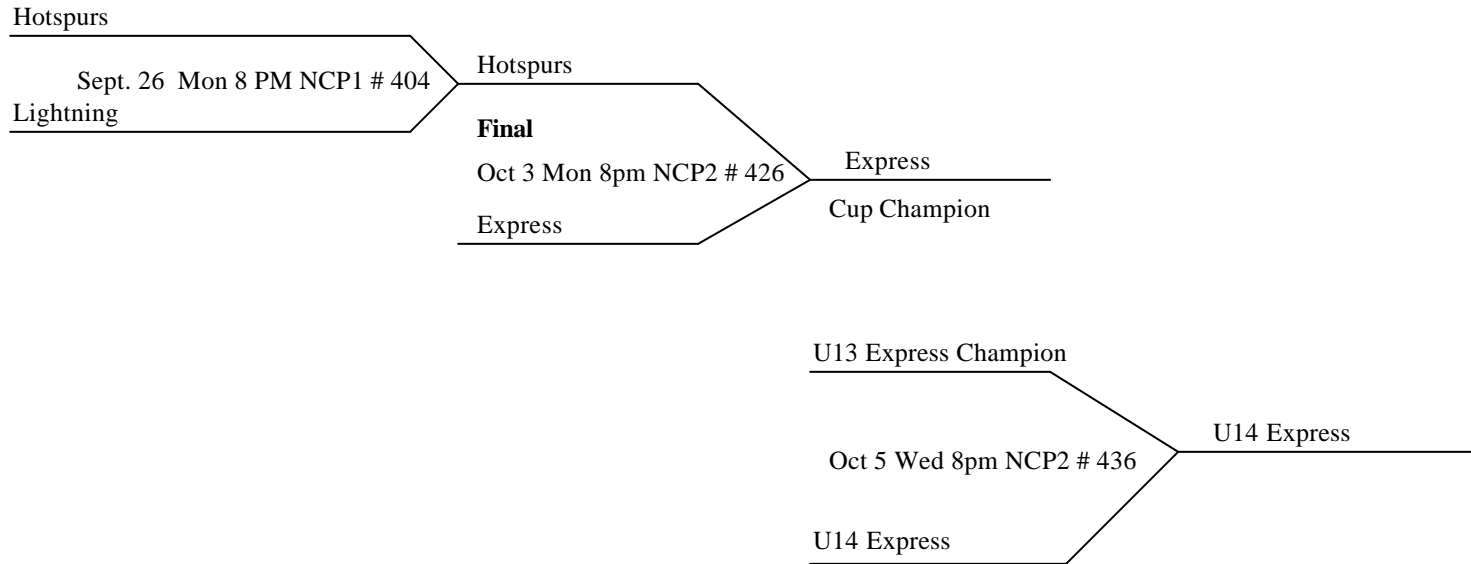 Hotspurs
Sept. 26 Mon 8 PM NCP1 # 404
Lightning
Hotspurs
Final
Oct 3 Mon 8pm NCP2 # 426
Express
Express
Cup Champion
U13 Express Champion
Oct 5 Wed 8pm NCP2 # 436
U14 Express
U14 Express